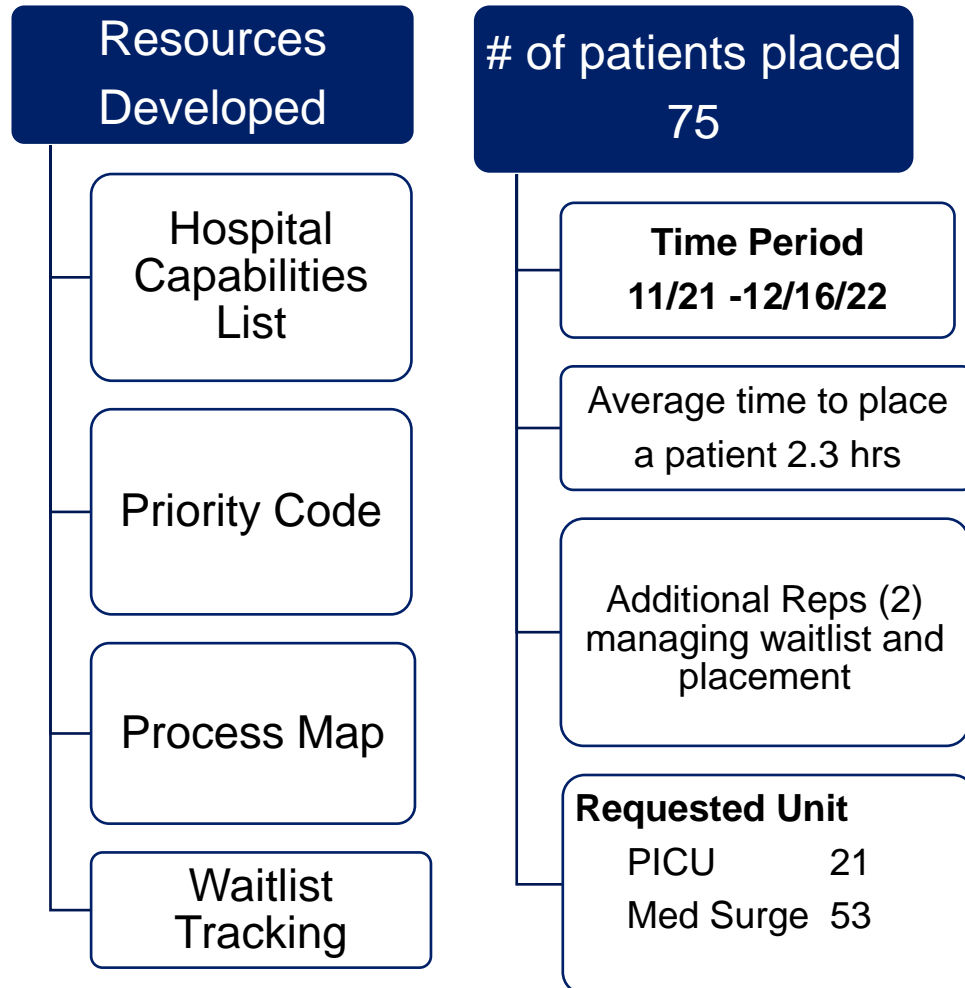 Resources
Developed
Hospital
Capabilities
List
Priority Code
Process Map
Waitlist
Tracking
# of patients placed
75
Time Period
11/21 -12/16/22
Average time to place
a patient 2.3 hrs
Additional Reps (2)
managing waitlist and
placement
Requested Unit
PICU 21
Med Surge 53